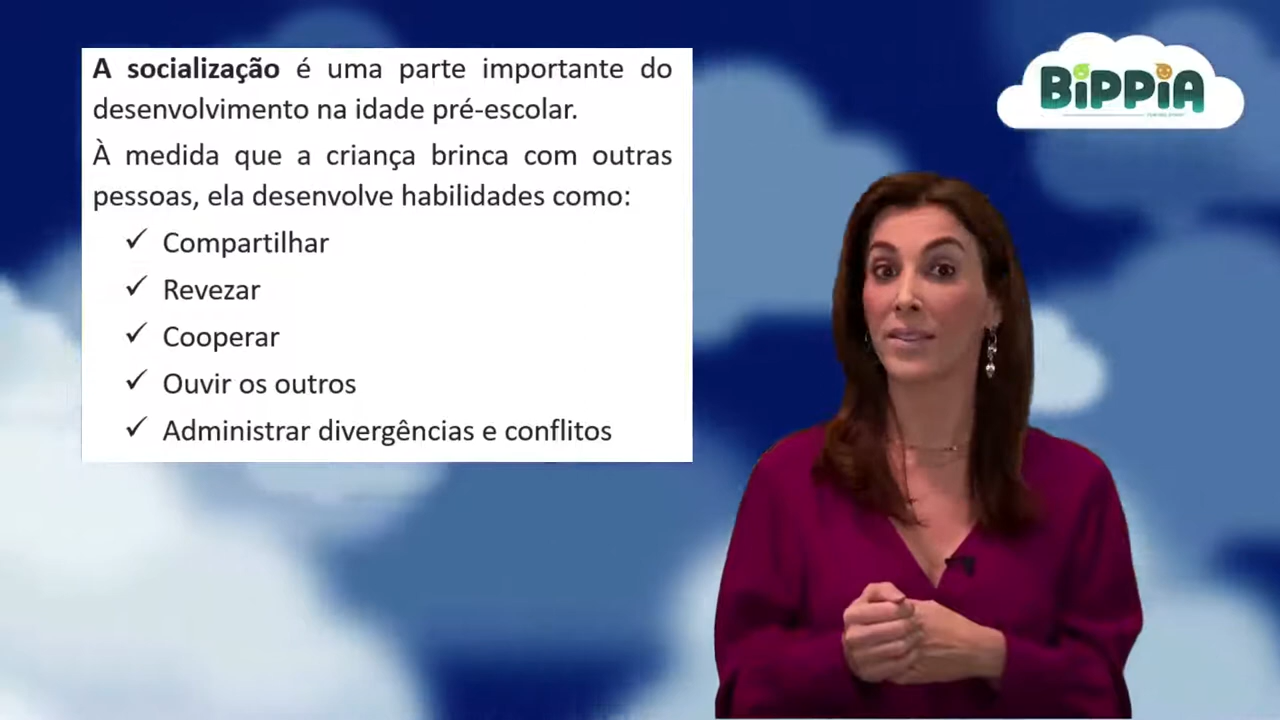 A socialização é uma parte importante do
desenvolvimento na idade pré-escolar.
À medida que a criança brinca com outras
pessoas, ela desenvolve habilidades como:
✓ Compartilhar
✓ Revezar
✓ Cooperar
✓ Ouvir os outros
✓ Administrar divergências e conflitos
BiPPiA